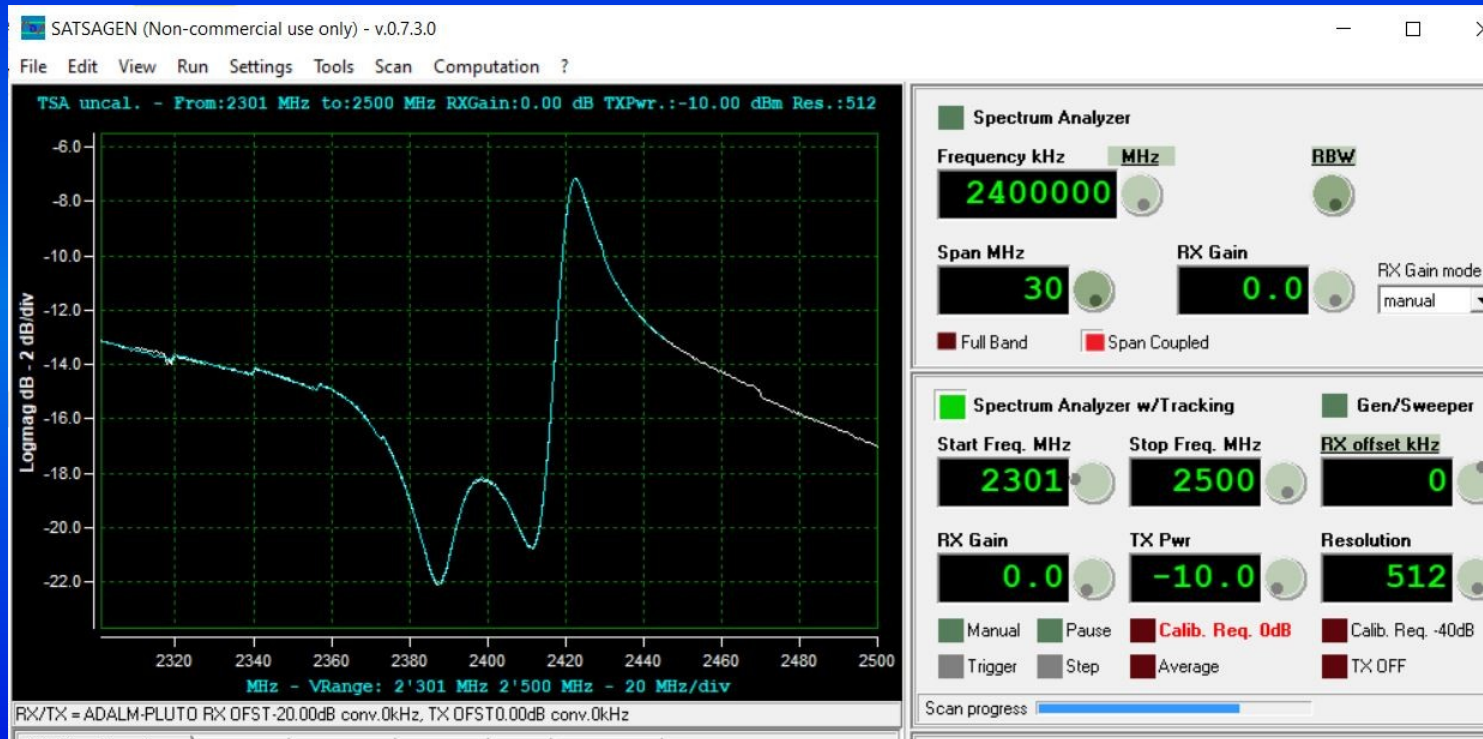 SATSAGEN (Non-commercial use only) - v.0.7.3.0
File Edit View Run Settings Tools Scan Computation ?
TSA uncal. - From:2301 MHz to:2500 MHz RXGain:0.00 dB TXPwr.:-10.00 dBm Res.:512
-6.0
-8.0
-10.0
-12.0
-14.0
-16.0
-18.0
-20.0
-22.0
Logmag dB - 2 dB/div
2320 2340 2360 2380 2400 2420 2440 2460 2480 2500
MHz - VRange: 2'301 MHz 2'500 MHz - 20 MHz/div
RX/TX = ADALM-PLUTO RX OFST-20.00dB conv.0kHz, TX OFST0.00dB conv.0kHz
Spectrum Analyzer
Frequency kHz MHz RBW
2400000
Span MHz RX Gain
30 0.0
RX Gain mode
manual
Full Band Span Coupled
Spectrum Analyzer w/Tracking Gen/Sweeper
Start Freq. MHz Stop Freq. MHz RX offset kHz
2301 2500 0
RX Gain TX Pwr Resolution
0.0 -10.0 512
Manual Pause Calib. Req. 0dB Calib. Req. -40dB
Trigger Step Average TX OFF
Scan progress